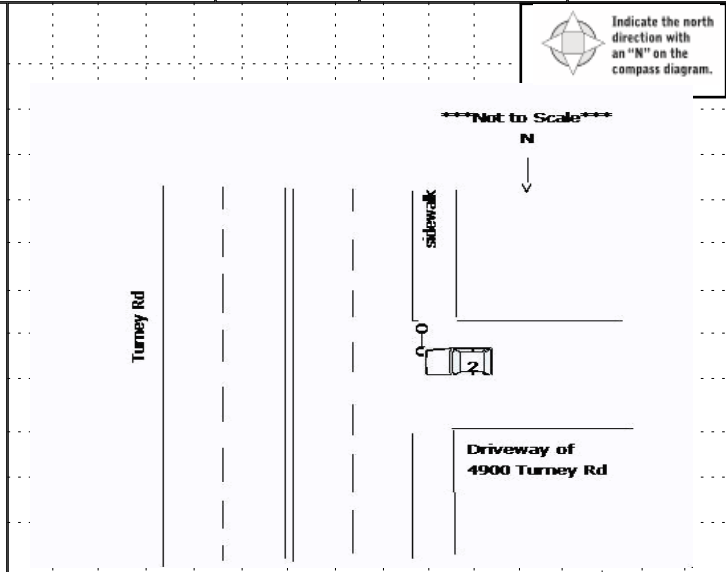 Indicate the north
direction with
an "N" on the
compass diagram.
***Not to Scale***
N
sidewalk
Turney Rd
2
Driveway of
4900 Turney Rd